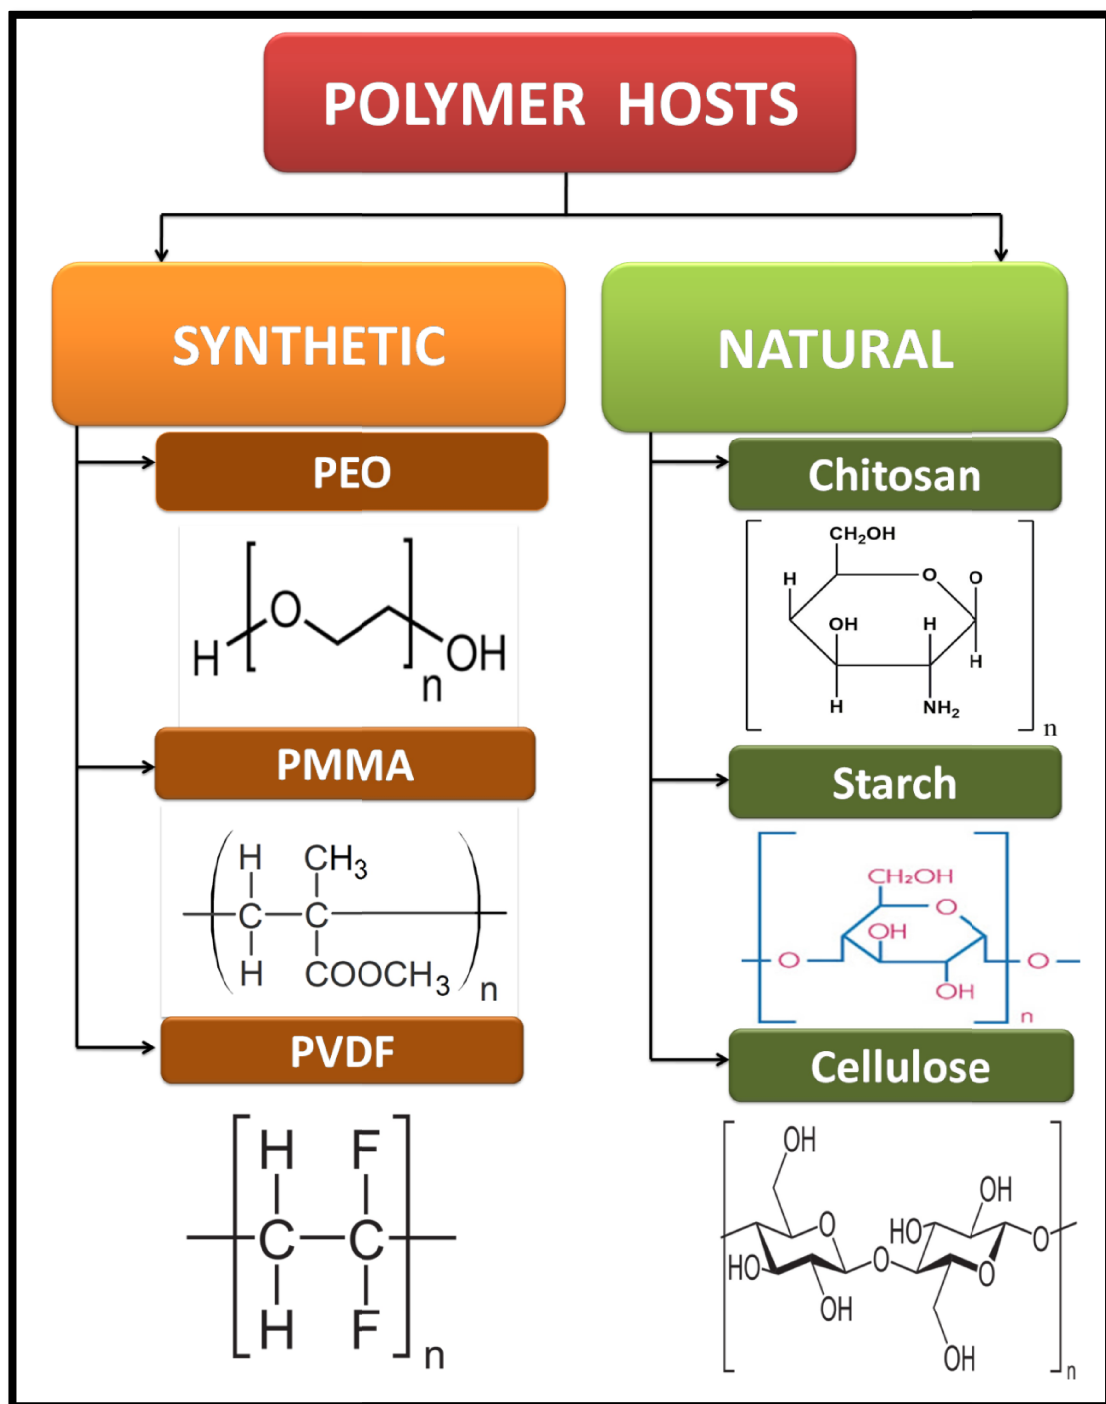 POLYMER HOSTS
SYNTHETIC
NATURAL
PEO
H
O
n
OH
PMMA
H CH₃
C C
H COOCH₃
n
PVDF
H F
C C
H F
n
Chitosan
CH₂OH
H O O
OH H
H
H NH₂
n
Starch
CH₂OH
O
OH
O O
OH
n
Cellulose
OH
OH
O HO
O
HO O O
OH
OH
n